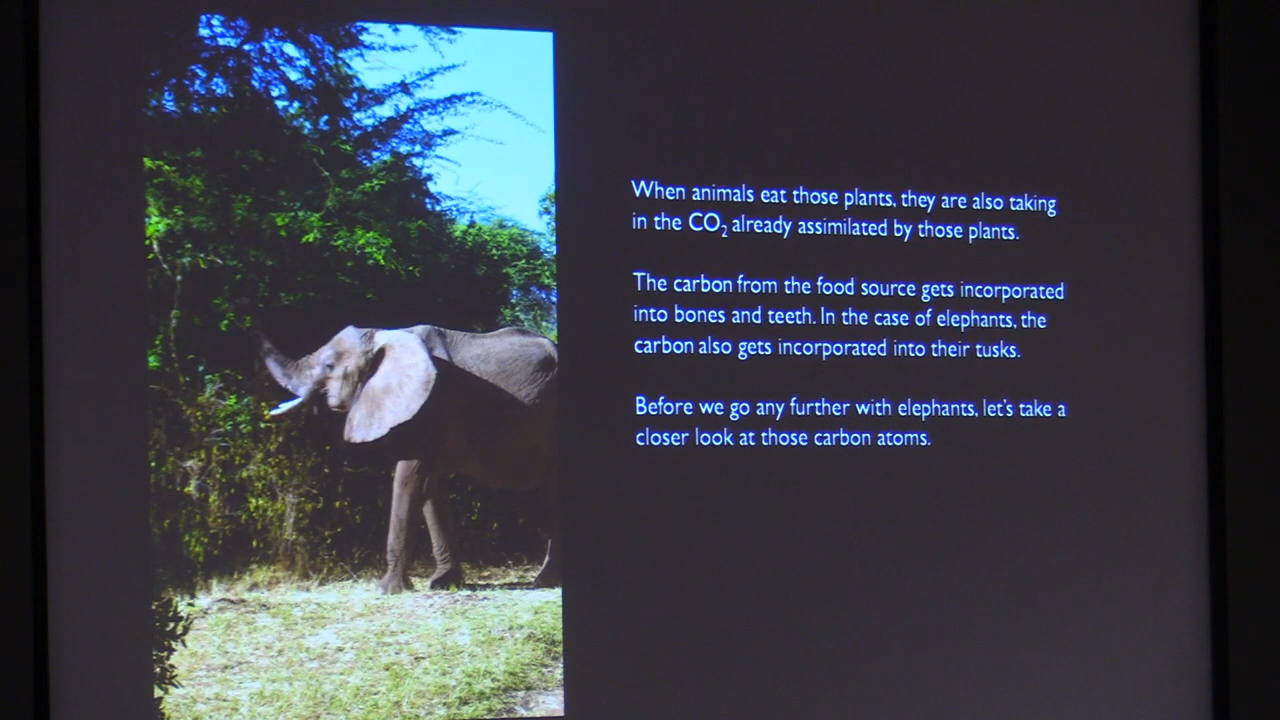 When animals eat those plants, they are also taking
in the CO₂ already assimilated by those plants.
The carbon from the food source gets incorporated
into bones and teeth. In the case of elephants, the
carbon also gets incorporated into their tusks.
Before we go any further with elephants, let's take a
closer look at those carbon atoms.